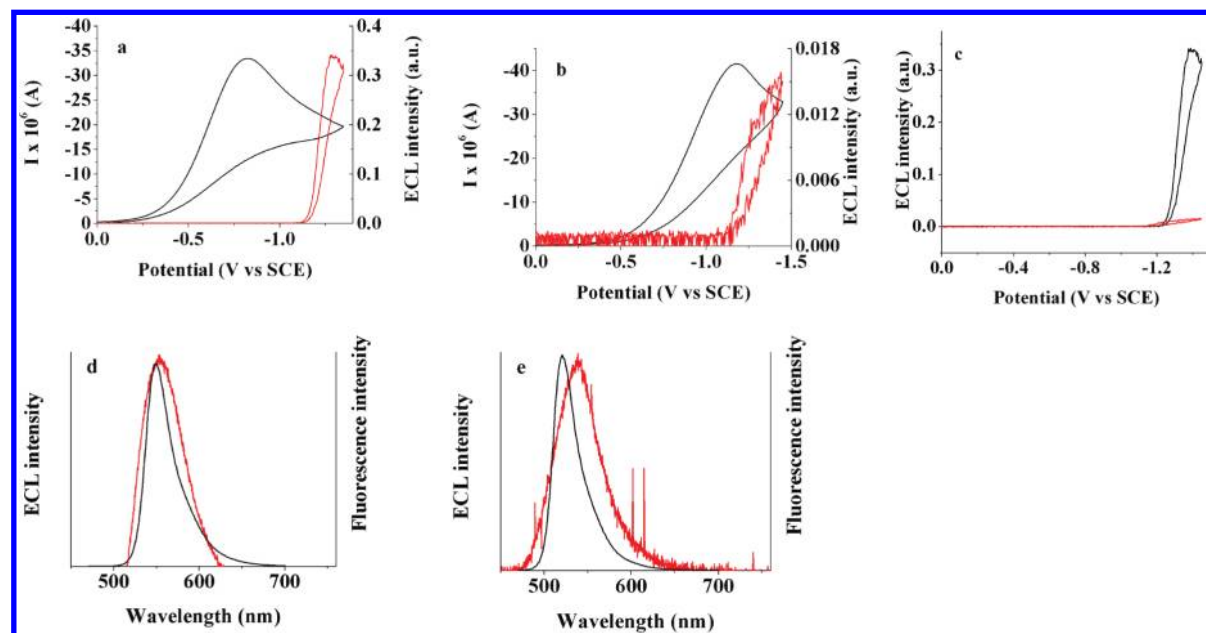 a
-40
-35
-30
-25
-20
-15
-10
-5
0
I x 10⁶ (A)
0.4
0.3
0.2
0.1
0.0
ECL intensity (a.u.)
0.0 -0.5 -1.0
Potential (V vs SCE)
b
-40
-30
-20
-10
0
I x 10⁶ (A)
0.018
0.012
0.006
0.000
ECL intensity (a.u.)
0.0 -0.5 -1.0 -1.5
Potential (V vs SCE)
c
0.3
0.2
0.1
0.0
ECL intensity (a.u.)
0.0 -0.4 -0.8 -1.2
Potential (V vs SCE)
d
ECL intensity
Fluorescence intensity
500 600 700
Wavelength (nm)
e
ECL intensity
Fluorescence intensity
500 600 700
Wavelength (nm)